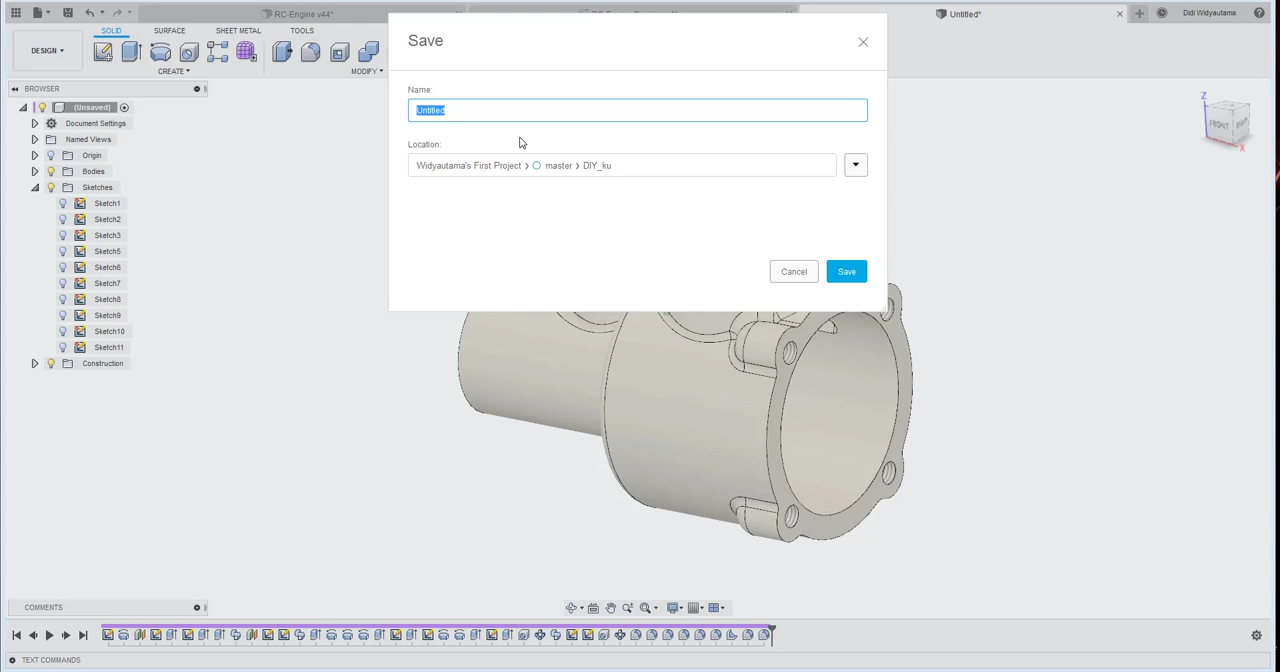 RC-Engine v44*
Untitled*
Didi Widyautama
DESIGN
SOLID
SURFACE
SHEET METAL
TOOLS
CREATE
MODIFY
Save
Name:
Untitled
Location:
Widyautama's First Project > master > DIY_ku
Cancel
Save
BROWSER
(Unsaved)
Document Settings
Named Views
Origin
Bodies
Sketches
Sketch1
Sketch2
Sketch3
Sketch5
Sketch6
Sketch7
Sketch8
Sketch9
Sketch10
Sketch11
Construction
Z
FRONT
RIGHT
X
COMMENTS
TEXT COMMANDS